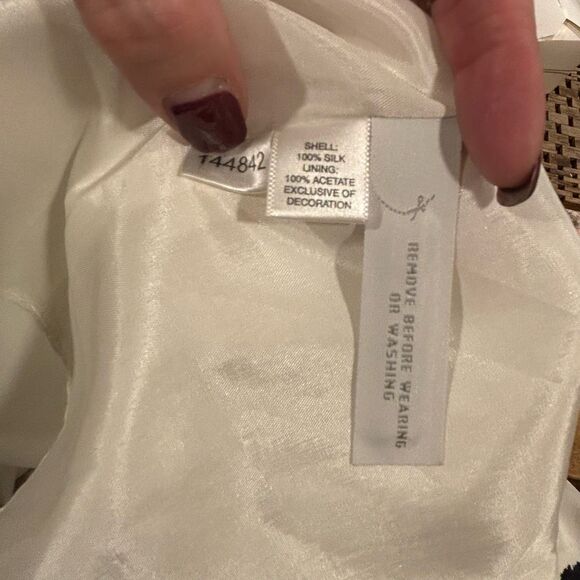 144842
SHELL:
100% SILK
LINING:
100% ACETATE
EXCLUSIVE OF
DECORATION
REMOVE BEFORE WEARING
OR WASHING